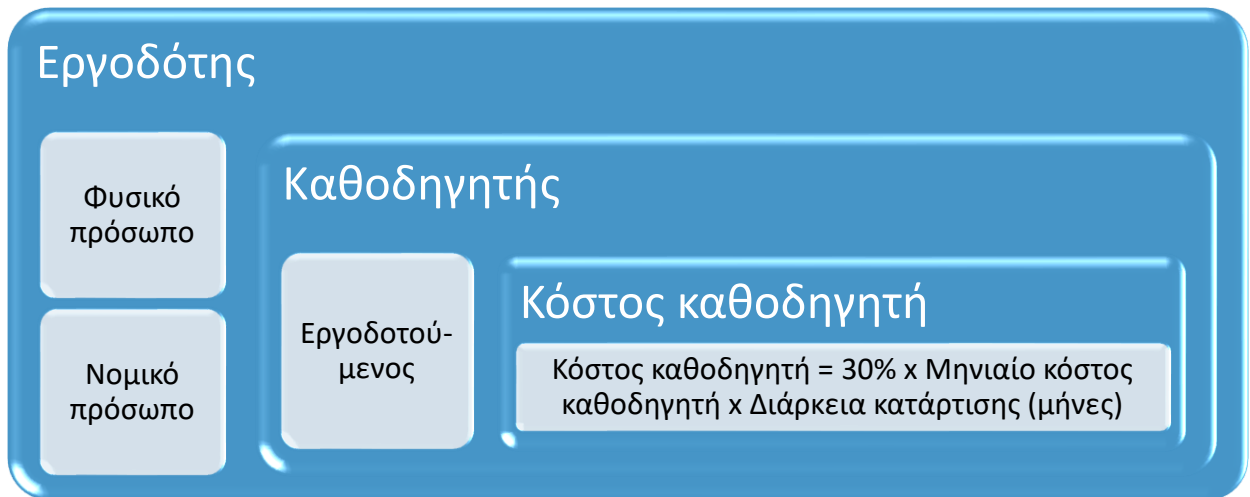 Εργοδότης
Φυσικό
πρόσωπο
Νομικό
πρόσωπο
Καθοδηγητής
Εργοδοτού-
μενος
Κόστος καθοδηγητή
Κόστος καθοδηγητή = 30% x Μηνιαίο κόστος
καθοδηγητή x Διάρκεια κατάρτισης (μήνες)